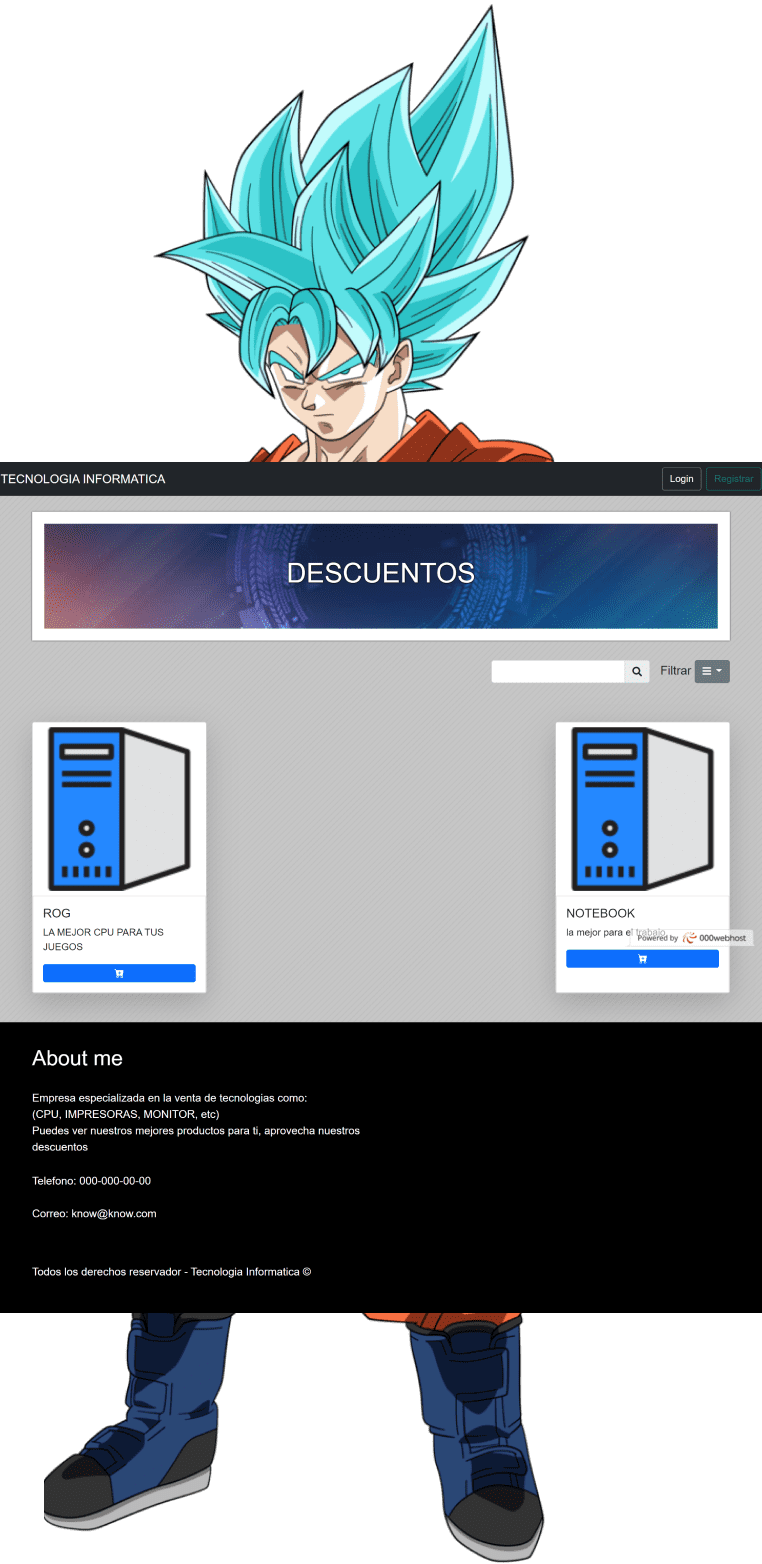 TECNOLOGIA INFORMATICA
Login
Registrar
DESCUENTOS
Filtrar
ROG
LA MEJOR CPU PARA TUS
JUEGOS
NOTEBOOK
la mejor para el trabajo
Powered by 000webhost
About me
Empresa especializada en la venta de tecnologias como:
(CPU, IMPRESORAS, MONITOR, etc)
Puedes ver nuestros mejores productos para ti, aprovecha nuestros
descuentos
Telefono: 000-000-00-00
Correo: know@know.com
Todos los derechos reservador - Tecnologia Informatica ©